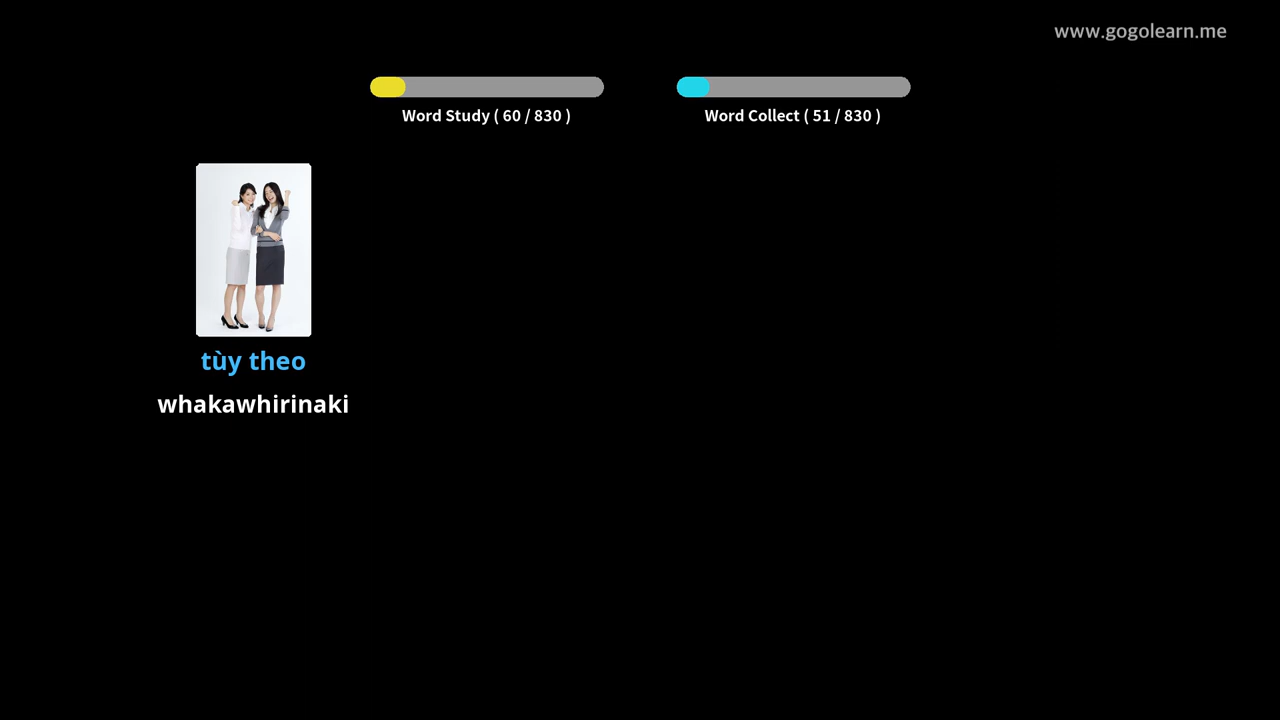 www.gogolearn.me
Word Study ( 60 / 830 )
Word Collect ( 51 / 830 )
tùy theo
whakawhirinaki